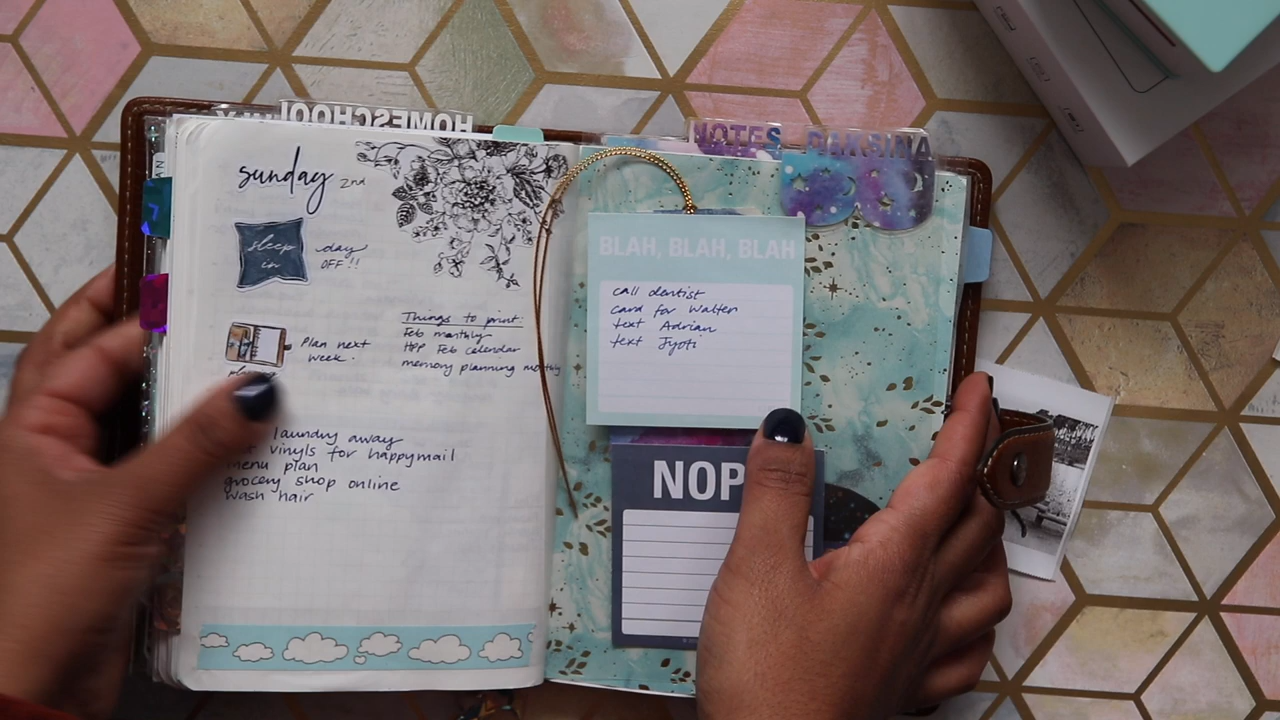 HOMESCHOOL
NOTES
DAKSINA
sunday 2nd
sleep
in
day
OFF!!
Plan next
week.
Things to print:
Feb monthly
HPP Feb calendar
memory planning monthly
laundry away
vinyls for happymail
menu plan
grocery shop online
wash hair
BLAH, BLAH, BLAH
call dentist
card for Walter
text Adrian
text Jyoti
NOP